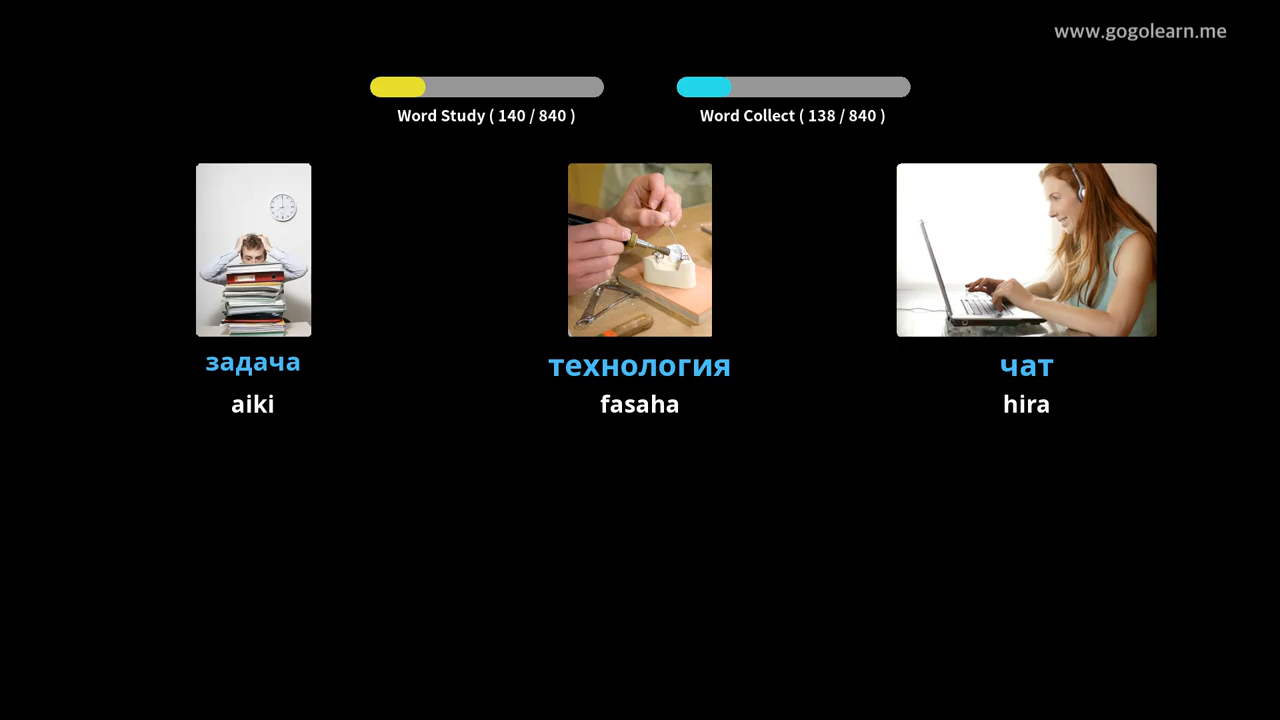 www.gogolearn.me
Word Study ( 140 / 840 )
Word Collect ( 138 / 840 )
задача
технология
чат
aiki
fasaha
hira